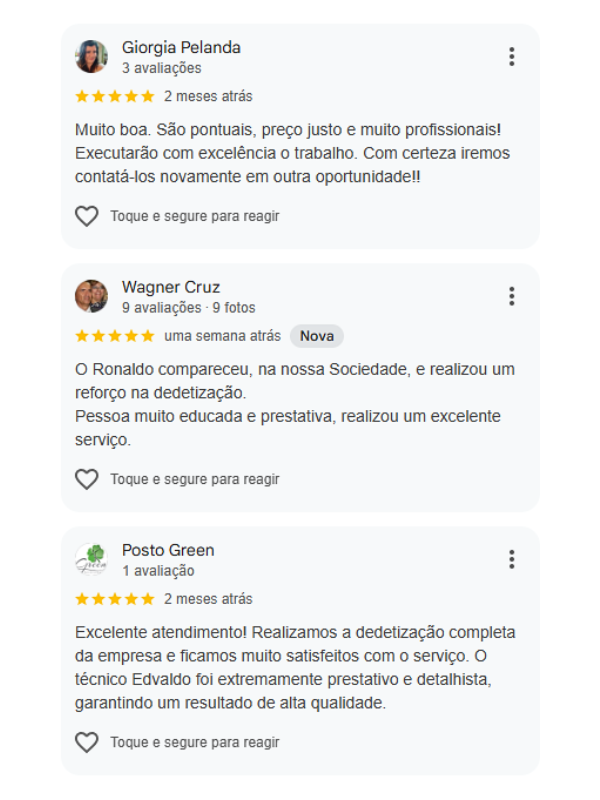 Giorgia Pelanda
3 avaliações
2 meses atrás
Muito boa. São pontuais, preço justo e muito profissionais!
Executarão com excelência o trabalho. Com certeza iremos
contatá-los novamente em outra oportunidade!!
Toque e segure para reagir
Wagner Cruz
9 avaliações · 9 fotos
uma semana atrás Nova
O Ronaldo compareceu, na nossa Sociedade, e realizou um
reforço na dedetização.
Pessoa muito educada e prestativa, realizou um excelente
serviço.
Toque e segure para reagir
Green
Posto Green
1 avaliação
2 meses atrás
Excelente atendimento! Realizamos a dedetização completa
da empresa e ficamos muito satisfeitos com o serviço. O
técnico Edvaldo foi extremamente prestativo e detalhista,
garantindo um resultado de alta qualidade.
Toque e segure para reagir